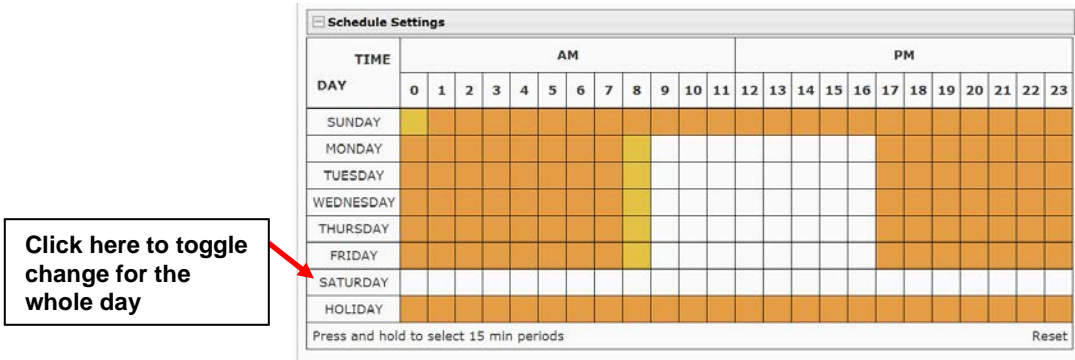 Schedule Settings
TIME AM PM
DAY 0 1 2 3 4 5 6 7 8 9 10 11 12 13 14 15 16 17 18 19 20 21 22 23
SUNDAY
MONDAY
TUESDAY
WEDNESDAY
THURSDAY
FRIDAY
SATURDAY
HOLIDAY
Press and hold to select 15 min periods Reset
Click here to toggle
change for the
whole day